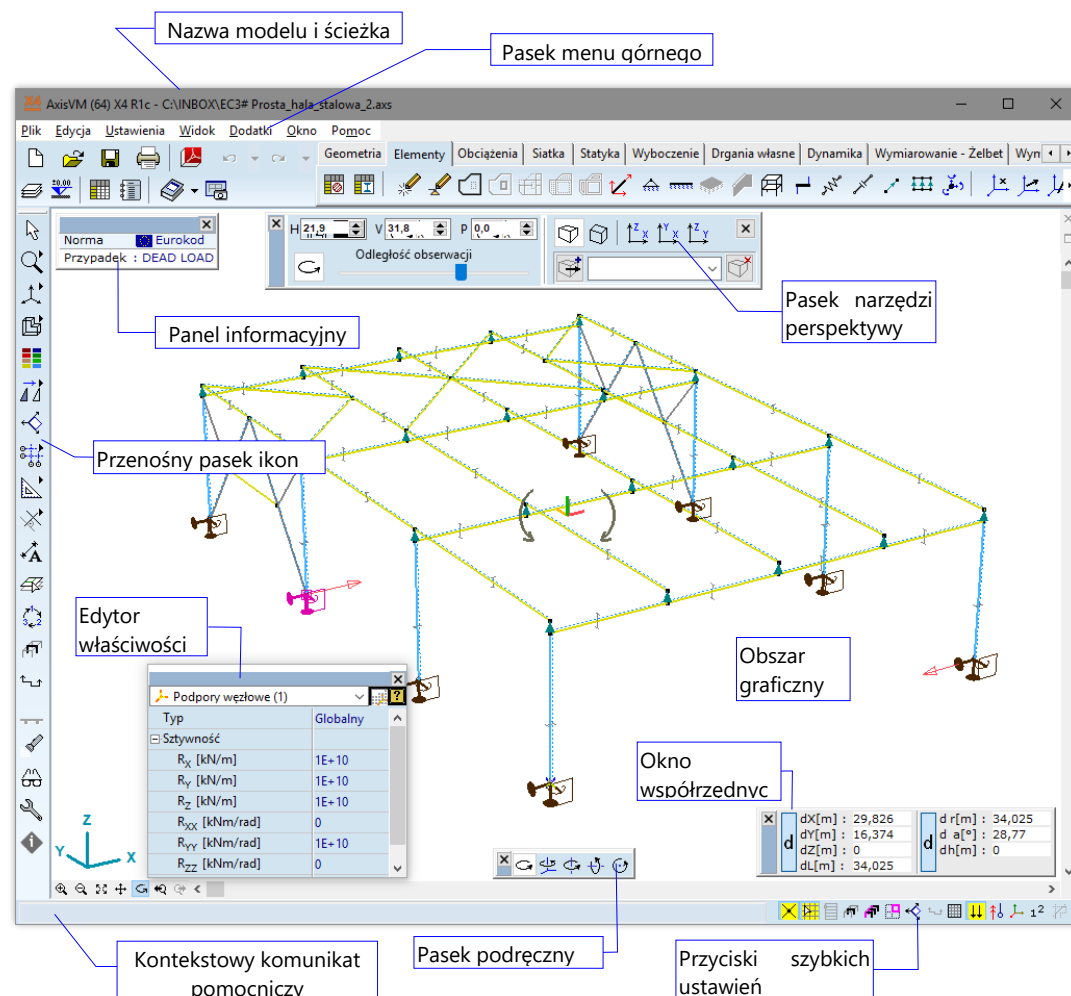 Nazwa modelu i ścieżka
Pasek menu górnego
X4 AxisVM (64) X4 R1c - C:\INBOX\EC3# Prosta_hala_stalowa_2.axs
Plik Edycja Ustawienia Widok Dodatki Okno Pomoc
Geometria Elementy Obciążenia Siatka Statyka Wyboczenie Drgania własne Dynamika Wymiarowanie - Żelbet Wyn
Norma Eurokod
Przypadek : DEAD LOAD
H 21,9 V 31,8 P 0,0
Odległość obserwacji
Panel informacyjny
Pasek narzędzi
perspektywy
Przenośny pasek ikon
Edytor
właściwości
Obszar
graficzny
Podpory węzłowe (1)
Typ Globalny
Sztywność
RX [kN/m] 1E+10
RY [kN/m] 1E+10
RZ [kN/m] 1E+10
RXX [kNm/rad] 0
RYY [kNm/rad] 1E+10
RZZ [kNm/rad] 0
Okno
współrzędnyc
d dX[m] : 29,826
dY[m] : 16,374
dZ[m] : 0
dL[m] : 34,025
d d r[m] : 34,025
d a[°] : 28,77
dh[m] : 0
Z
Y
X
Kontekstowy komunikat
pomocniczy
Pasek podręczny
Przyciski szybkich
ustawień